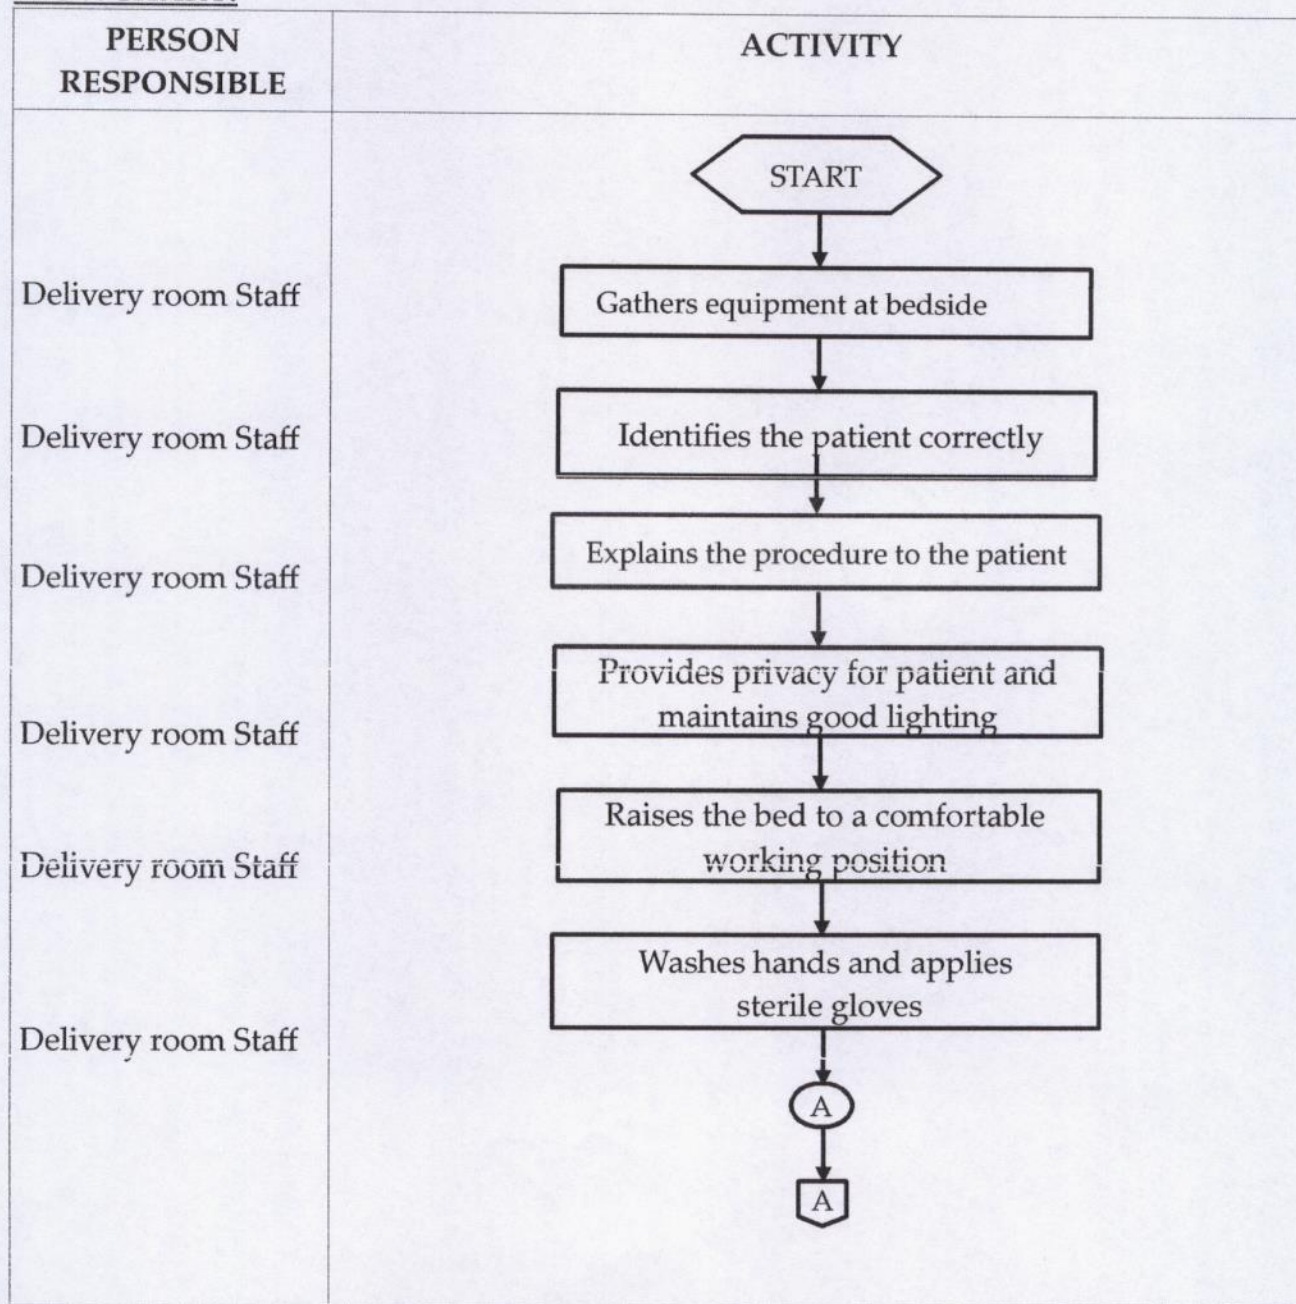 PERSON
RESPONSIBLE
ACTIVITY
START
Delivery room Staff
Gathers equipment at bedside
Delivery room Staff
Identifies the patient correctly
Delivery room Staff
Explains the procedure to the patient
Delivery room Staff
Provides privacy for patient and
maintains good lighting
Delivery room Staff
Raises the bed to a comfortable
working position
Delivery room Staff
Washes hands and applies
sterile gloves
A
A